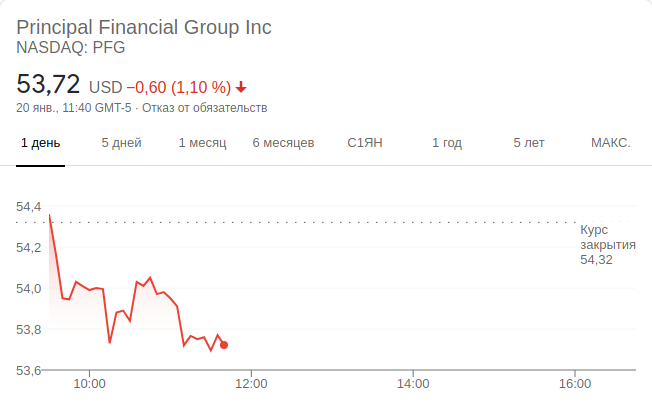 Principal Financial Group Inc
NASDAQ: PFG
53,72 USD −0,60 (1,10 %)
20 янв., 11:40 GMT-5 · Отказ от обязательств
1 день 5 дней 1 месяц 6 месяцев С1ЯН 1 год 5 лет МАКС.
54,4
Курс
закрытия
54,32
54,2
54,0
53,8
53,6
10:00 12:00 14:00 16:00